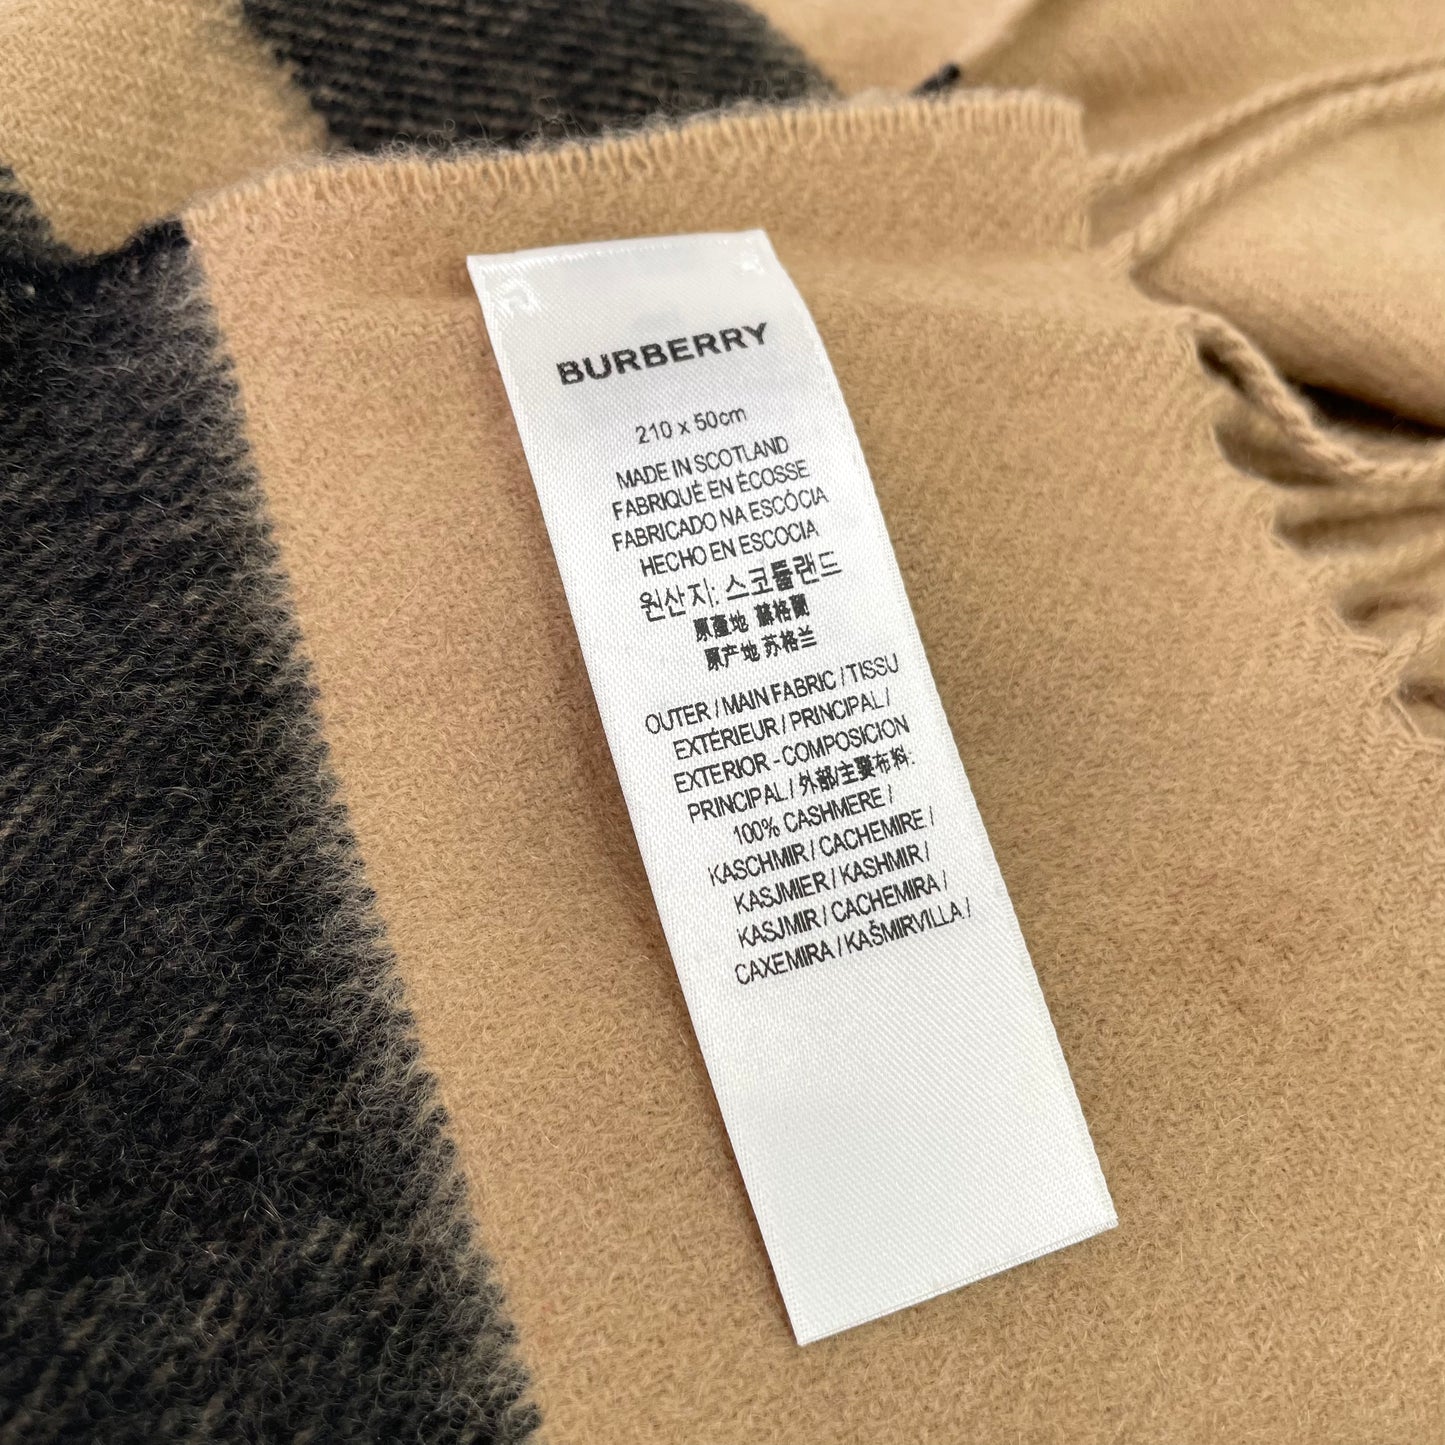 BURBERRY
210 x 50cm
MADE IN SCOTLAND
FABRIQUÉ EN ÉCOSSE
FABRICADO NA ESCÒCIA
HECHO EN ESCOCIA
원산지: 스코틀랜드
原產地 蘇格蘭
原产地 苏格兰
OUTER / MAIN FABRIC / TISSU
EXTÉRIEUR / PRINCIPAL /
EXTERIOR - COMPOSICION
PRINCIPAL / 外部/主要布料:
100% CASHMERE /
KASCHMIR / CACHEMIRE /
KASJMIER / KASHMIR /
KASJMIR / CACHEMIRA /
CAXEMIRA / KAŠMIRVILLA /